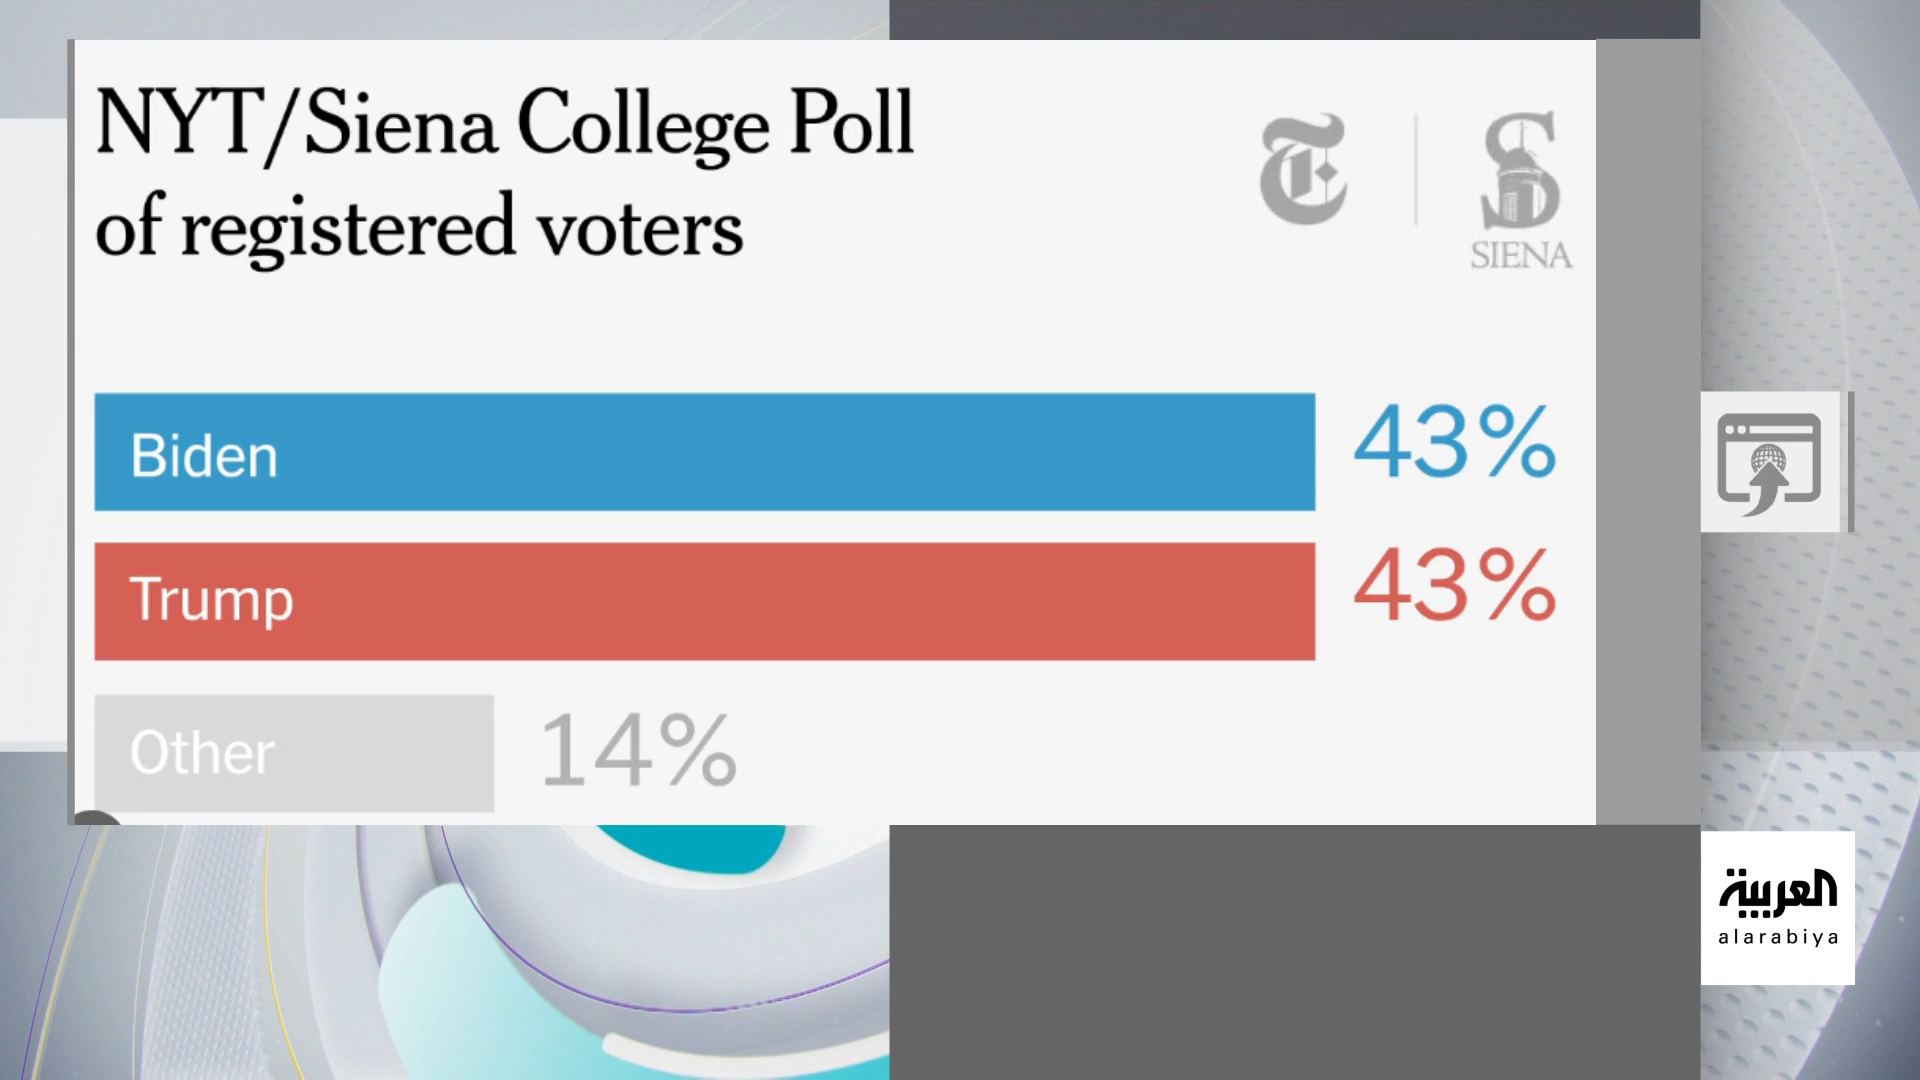 NYT/Siena College Poll
of registered voters
SIENA
Biden 43%
Trump 43%
Other 14%
العربية
alarabiya